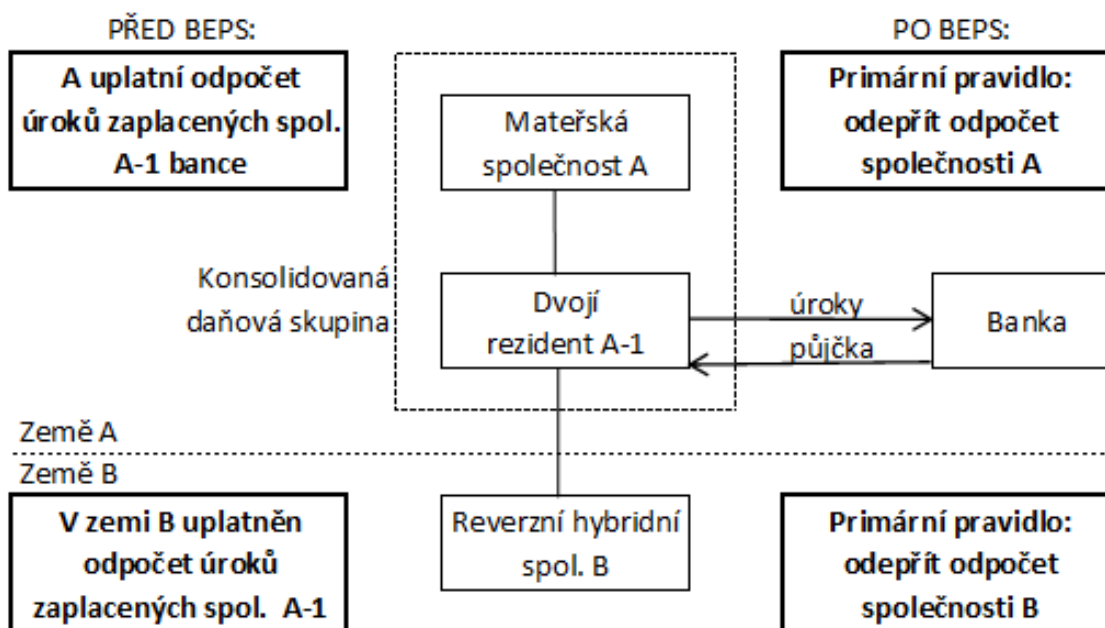 PŘED BEPS:
A uplatní odpočet
úroků zaplacených spol.
A-1 bance
Mateřská
společnost A
PO BEPS:
Primární pravidlo:
odepřít odpočet
společnosti A
Konsolidovaná
daňová skupina
Dvojí
rezident A-1
úroky
půjčka
Banka
Země A
Země B
V zemi B uplatněn
odpočet úroků
zaplacených spol. A-1
Reverzní hybridní
spol. B
Primární pravidlo:
odepřít odpočet
společnosti B